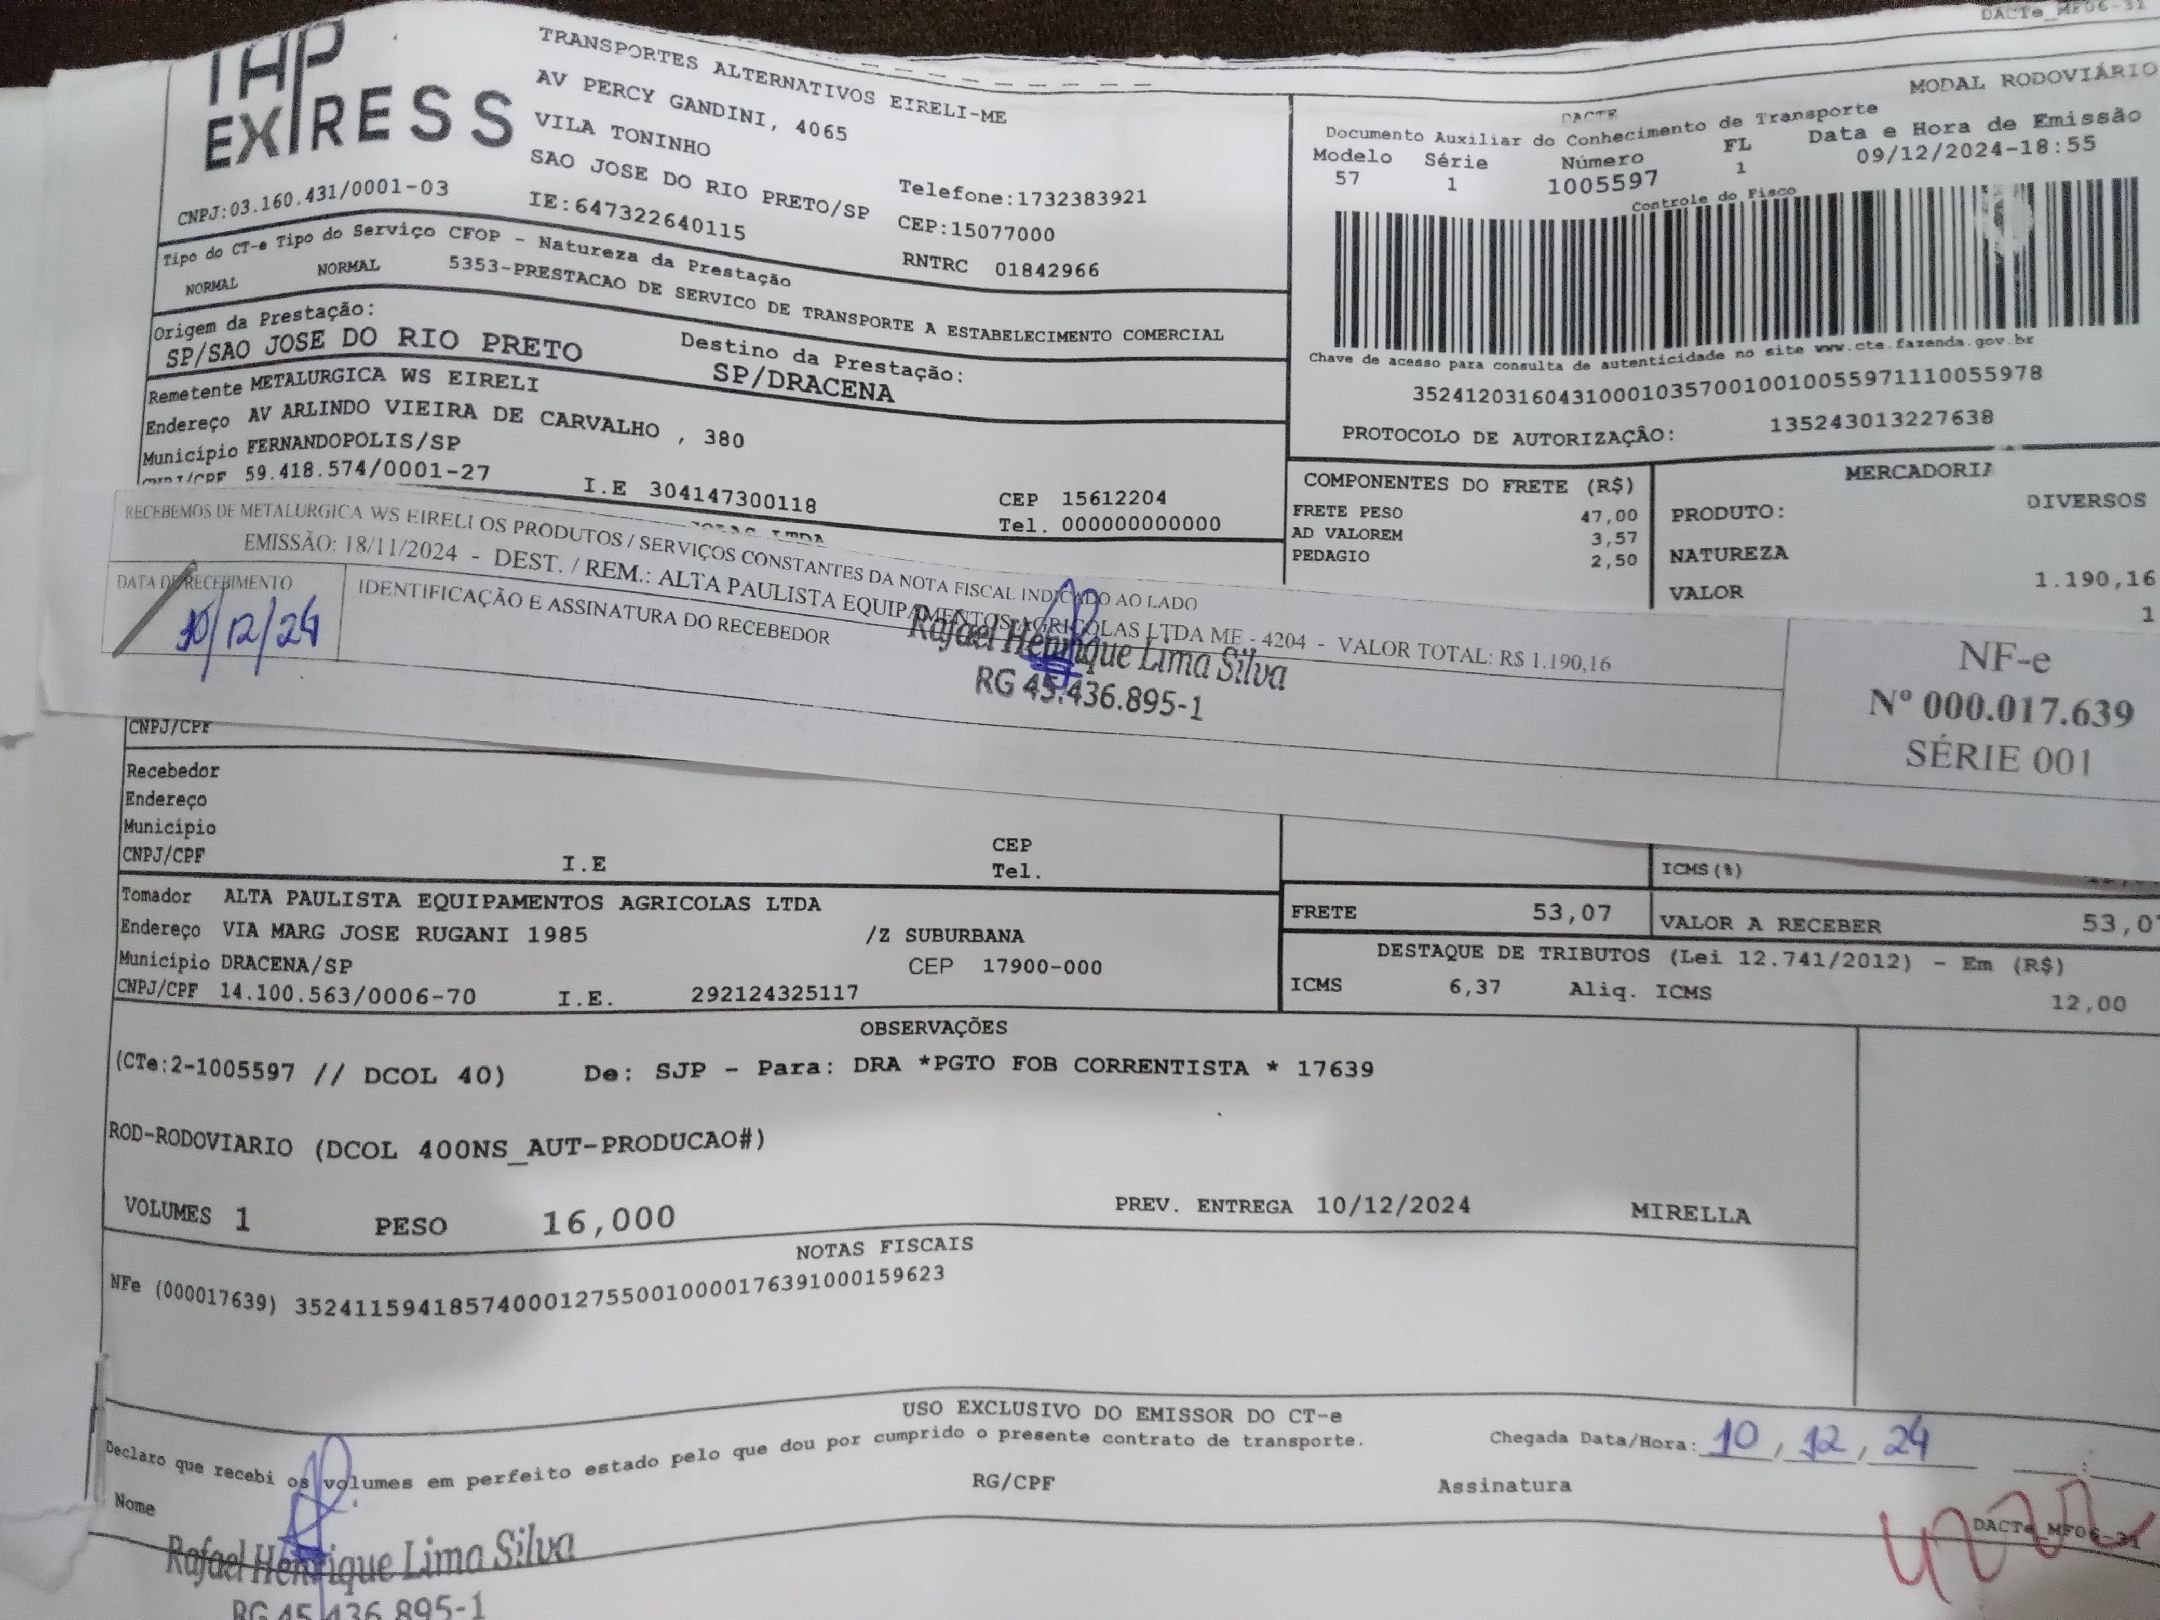 DACTe_MF06-31
THP
EXPRESS
TRANSPORTES ALTERNATIVOS EIRELI-ME
AV PERCY GANDINI, 4065
VILA TONINHO
SAO JOSE DO RIO PRETO/SP
Telefone:1732383921
CNPJ:03.160.431/0001-03
IE:647322640115
CEP:15077000
RNTRC 01842966
MODAL RODOVIÁRIO
DACTE
Documento Auxiliar do Conhecimento de Transporte
Modelo Série Número FL Data e Hora de Emissão
57 1 1005597 1 09/12/2024-18:55
Controle do Fisco
Chave de acesso para consulta de autenticidade no site www.cte.fazenda.gov.br
35241203160431000103570010010055971110055978
PROTOCOLO DE AUTORIZAÇÂO: 135243013227638
Tipo do CT-e Tipo do Serviço CFOP - Natureza da Prestação
NORMAL NORMAL 5353-PRESTACAO DE SERVICO DE TRANSPORTE A ESTABELECIMENTO COMERCIAL
Origem da Prestação: Destino da Prestação:
SP/SAO JOSE DO RIO PRETO SP/DRACENA
Remetente METALURGICA WS EIRELI
Endereço AV ARLINDO VIEIRA DE CARVALHO , 380
Município FERNANDOPOLIS/SP CEP 15612204
CNPJ/CPF 59.418.574/0001-27 I.E 304147300118 Tel. 000000000000
COMPONENTES DO FRETE (R$)
FRETE PESO 47,00
AD VALOREM 3,57
PEDAGIO 2,50
MERCADORIA
PRODUTO: DIVERSOS
NATUREZA
VALOR 1.190,16
1
RECEBEMOS DE METALURGICA WS EIRELI OS PRODUTOS / SERVIÇOS CONSTANTES DA NOTA FISCAL INDICADO AO LADO
EMISSÃO: 18/11/2024 - DEST. / REM.: ALTA PAULISTA EQUIPAMENTOS AGRICOLAS LTDA ME - 4204 - VALOR TOTAL: R$ 1.190,16
DATA DE RECEBIMENTO IDENTIFICAÇÃO E ASSINATURA DO RECEBEDOR
10/12/24
Rafael Henrique Lima Silva
RG 45.436.895-1
NF-e
Nº 000.017.639
SÉRIE 001
CNPJ/CPF
Recebedor
Endereço
Município CEP
CNPJ/CPF I.E Tel.
ICMS(%)
Tomador ALTA PAULISTA EQUIPAMENTOS AGRICOLAS LTDA
Endereço VIA MARG JOSE RUGANI 1985 /Z SUBURBANA
Município DRACENA/SP CEP 17900-000
CNPJ/CPF 14.100.563/0006-70 I.E. 292124325117
FRETE 53,07 VALOR A RECEBER 53,07
DESTAQUE DE TRIBUTOS (Lei 12.741/2012) - Em (R$)
ICMS 6,37 Aliq. ICMS 12,00
OBSERVAÇÕES
(CTe:2-1005597 // DCOL 40) De: SJP - Para: DRA *PGTO FOB CORRENTISTA * 17639
ROD-RODOVIARIO (DCOL 400NS_AUT-PRODUCAO#)
VOLUMES 1 PESO 16,000 PREV. ENTREGA 10/12/2024 MIRELLA
NOTAS FISCAIS
NFe (000017639) 35241159418574000127550010000176391000159623
USO EXCLUSIVO DO EMISSOR DO CT-e
Declaro que recebi os volumes em perfeito estado pelo que dou por cumprido o presente contrato de transporte.
Chegada Data/Hora: 10, 12, 24 :
Nome RG/CPF Assinatura
DACTe_MF06-31
Rafael Henrique Lima Silva
RG 45.436.895-1